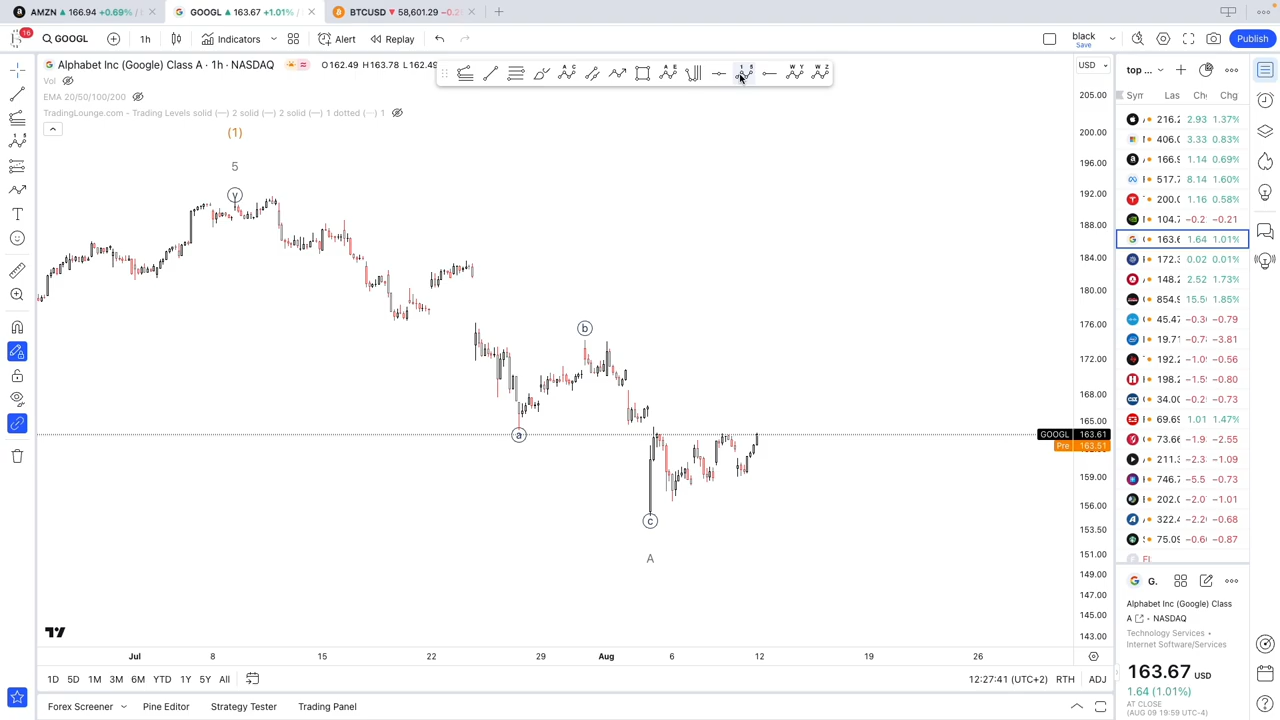 AMZN ▲ 166.94 +0.69% /
GOOGL ▲ 163.67 +1.01% /
BTCUSD ▼ 58,601.29 −0.2
16
GOOGL
1h
Indicators
Alert
Replay
black
Save
Publish
Alphabet Inc (Google) Class A · 1h · NASDAQ
O162.49 H163.78 L162.49
Vol
EMA 20/50/100/200
TradingLounge.com - Trading Levels solid (—) 2 solid (—) 2 solid (—) 1 dotted (—) 1
A C
A E
1 5
W Y
W Z
USD
205.00
200.00
196.00
192.00
188.00
184.00
180.00
176.00
172.00
168.00
165.00
GOOGL 163.61
Pre 163.51
159.00
156.00
153.50
151.00
149.00
147.00
145.00
143.00
(1)
5
v
a
b
c
A
Jul 8 15 22 29 Aug 6 12 19 26
1D 5D 1M 3M 6M YTD 1Y 5Y All
12:27:41 (UTC+2) RTH ADJ
Stock Screener
Pine Editor
Strategy Tester
Trading Panel
top ...
Sym Las Chg Chg
216.2 2.93 1.37%
406.0 3.33 0.83%
166.9 1.14 0.69%
517.7 8.14 1.60%
200.0 1.16 0.58%
104.7 −0.2 −0.21
163.6 1.64 1.01%
172.3 0.02 0.01%
148.2 2.52 1.73%
854.9 15.5 1.85%
45.47 −0.3 −0.79
19.71 −0.7 −3.81
192. −1.0 −0.56
198.2 −1.5 −0.80
34.00 −0.2 −0.73
69.69 1.01 1.47%
73.66 −1.9 −2.55
211.3 −2.3 −1.09
746.7 −5.5 −0.73
202.0 −2.0 −1.01
322.4 −2.2 −0.68
75.09 −0.6 −0.87
G.
Alphabet Inc (Google) Class
A · NASDAQ
Technology Services •
Internet Software/Services
163.67 USD
1.64 (1.01%)
AT CLOSE
(AUG 09 19:59 UTC-4)